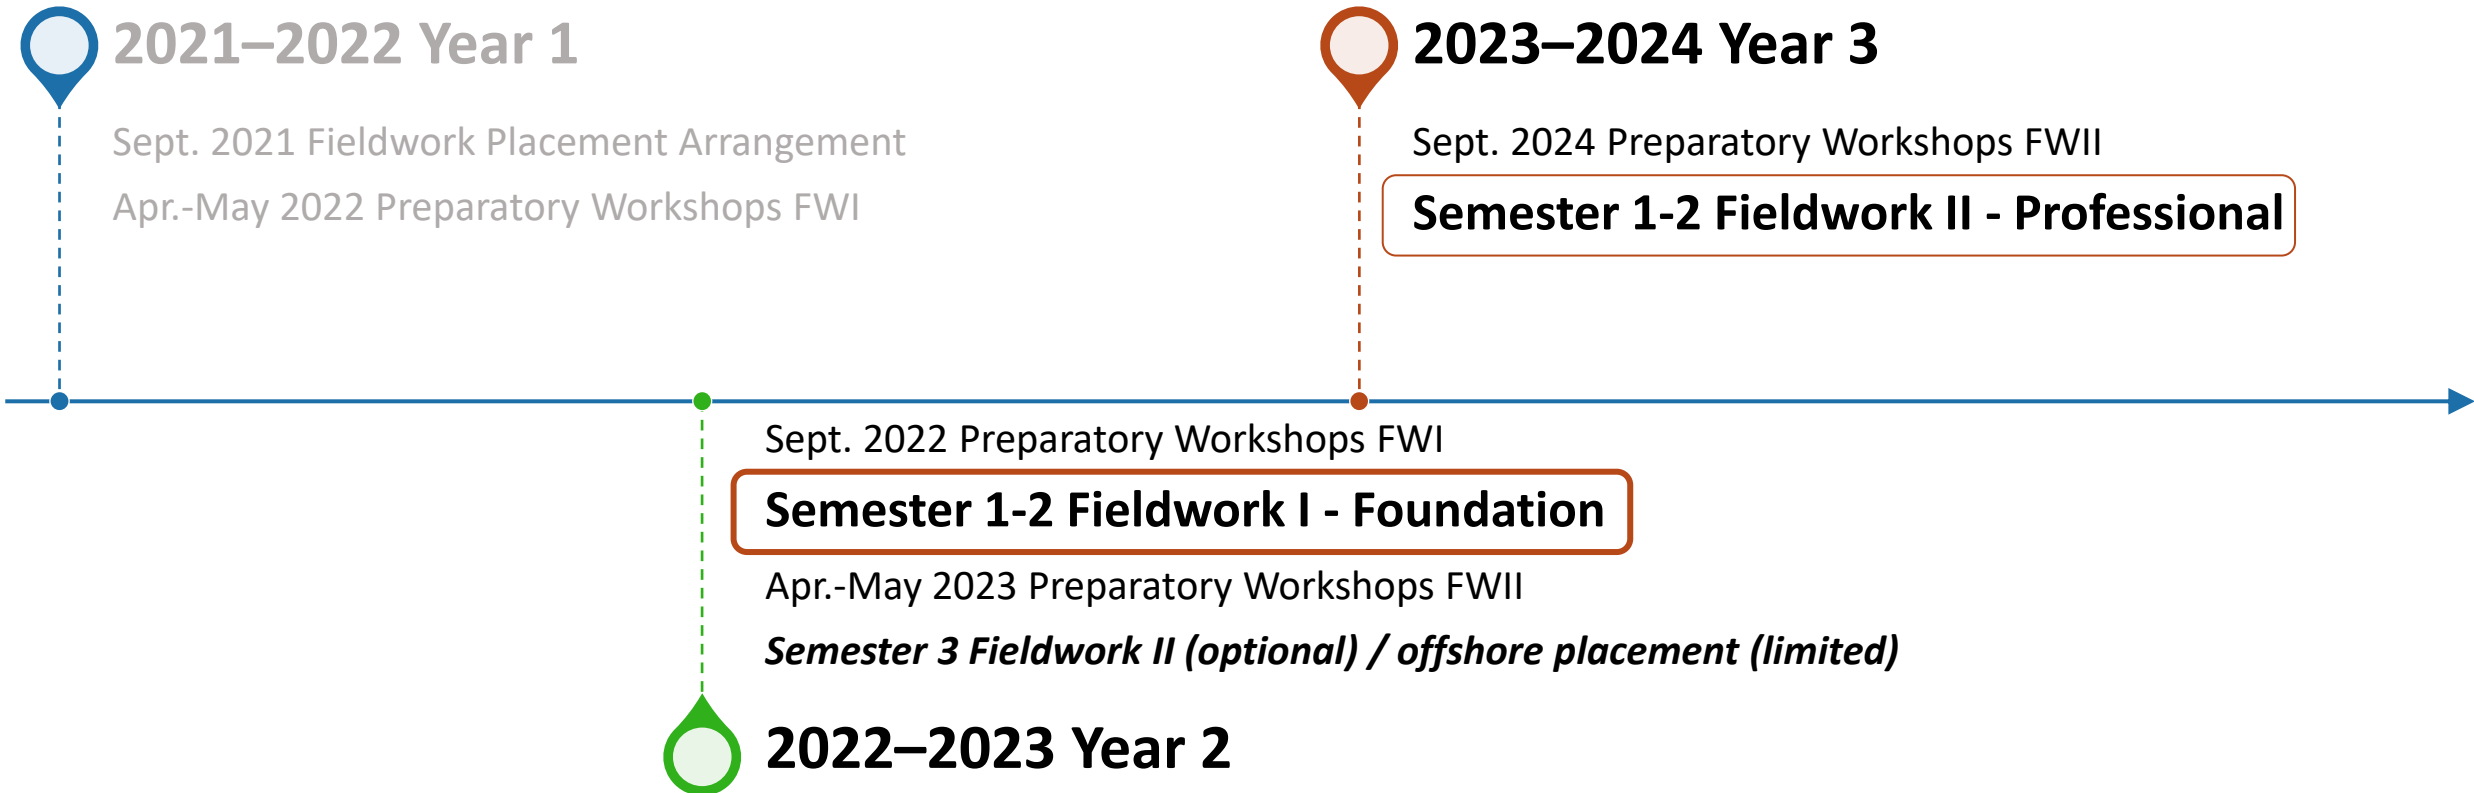 2021–2022 Year 1
Sept. 2021 Fieldwork Placement Arrangement
Apr.-May 2022 Preparatory Workshops FWI
2023–2024 Year 3
Sept. 2024 Preparatory Workshops FWII
Semester 1-2 Fieldwork II - Professional
Sept. 2022 Preparatory Workshops FWI
Semester 1-2 Fieldwork I - Foundation
Apr.-May 2023 Preparatory Workshops FWII
Semester 3 Fieldwork II (optional) / offshore placement (limited)
2022–2023 Year 2